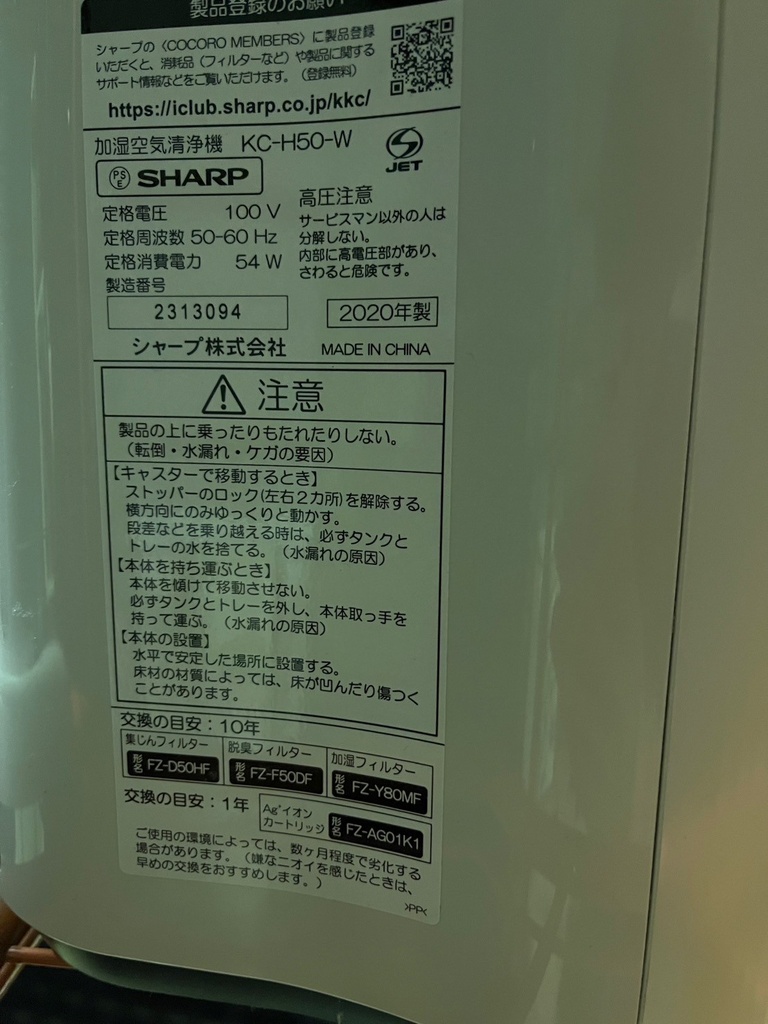 製品登録のお願い
シャープの〈COCORO MEMBERS〉に製品登録
いただくと、消耗品(フィルターなど)や製品に関する
サポート情報などをご覧いただけます。(登録無料)
https://iclub.sharp.co.jp/kkc/
加湿空気清浄機 KC-H50-W
JET
PS
E
SHARP
定格電圧 100 V
定格周波数 50-60 Hz
定格消費電力 54 W
製造番号
2313094
高圧注意
サービスマン以外の人は
分解しない。
内部に高電圧部があり、
さわると危険です。
2020年製
シャープ株式会社 MADE IN CHINA
注意
製品の上に乗ったりもたれたりしない。
(転倒・水漏れ・ケガの要因)
【キャスターで移動するとき】
ストッパーのロック(左右2カ所)を解除する。
横方向にのみゆっくりと動かす。
段差などを乗り越える時は、必ずタンクと
トレーの水を捨てる。(水漏れの原因)
【本体を持ち運ぶとき】
本体を傾けて移動させない。
必ずタンクとトレーを外し、本体取っ手を
持って運ぶ。(水漏れの原因)
【本体の設置】
水平で安定した場所に設置する。
床材の材質によっては、床が凹んだり傷つく
ことがあります。
交換の目安:10年
集じんフィルター
形名 FZ-D50HF
脱臭フィルター
形名 FZ-F50DF
加湿フィルター
形名 FZ-Y80MF
交換の目安:1年
Ag⁺イオン
カートリッジ
形名 FZ-AG01K1
ご使用の環境によっては、数ヶ月程度で劣化する
場合があります。(嫌なニオイを感じたときは、
早めの交換をおすすめします。)
>PP<